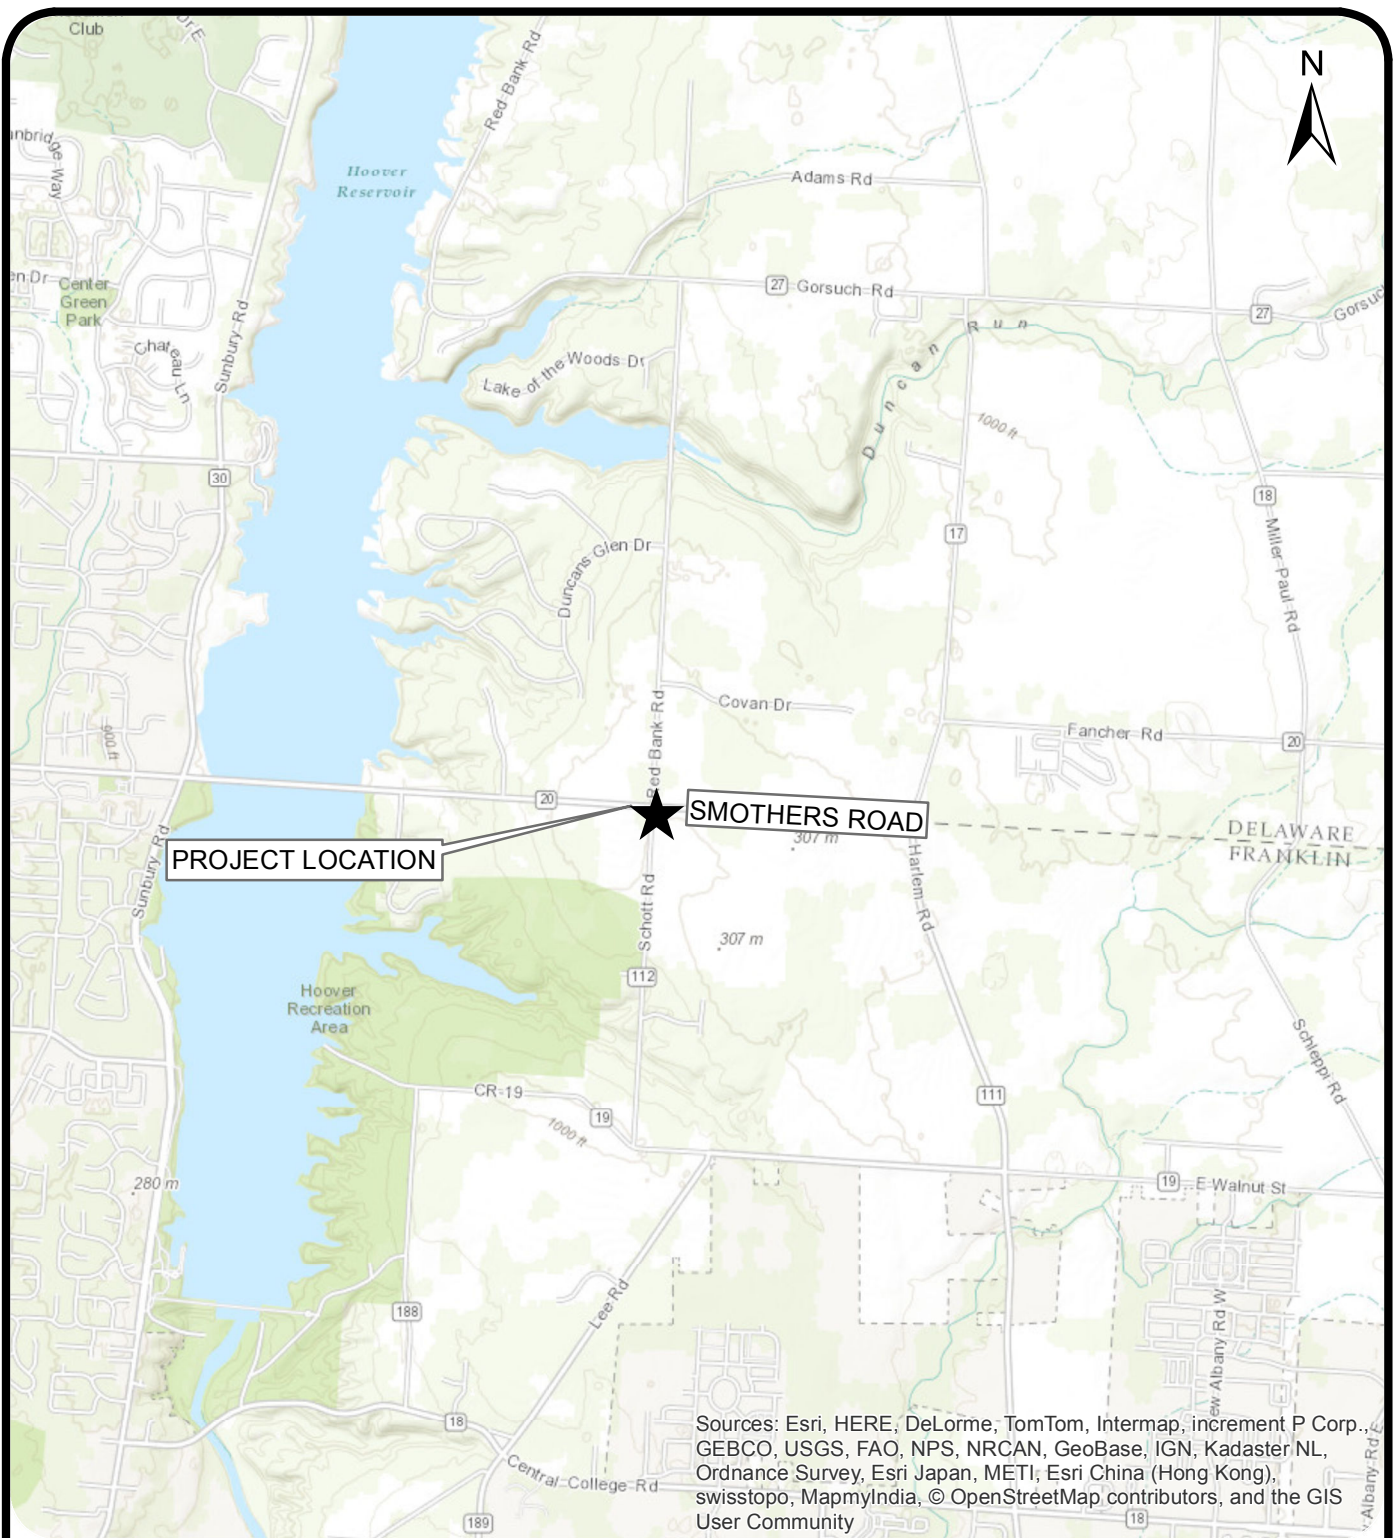 Club
Dr E
N
Red Bank Rd
Hoover
Reservoir
Adams Rd
Way
Center
Green
Park
27
Gorsuch Rd
27
Chateau Ln
Sunbury Rd
Duncan Run
Lake of the Woods Dr
1000 ft
30
18
17
Miller Paul Rd
Duncans Glen Dr
Covan Dr
Red Bank Rd
900 ft
Fancher Rd
20
20
SMOTHERS ROAD
PROJECT LOCATION
307 m
DELAWARE
FRANKLIN
Sunbury Rd
Harlem Rd
Schott Rd
307 m
112
Hoover
Recreation
Area
Schleppi Rd
CR-19
19
111
1000 ft
280 m
19
E Walnut St
188
Lee Rd
18
Central College Rd
189
18
Sources: Esri, HERE, DeLorme, TomTom, Intermap, increment P Corp.,
GEBCO, USGS, FAO, NPS, NRCAN, GeoBase, IGN, Kadaster NL,
Ordnance Survey, Esri Japan, METI, Esri China (Hong Kong),
swisstopo, MapmyIndia, © OpenStreetMap contributors, and the GIS
User Community